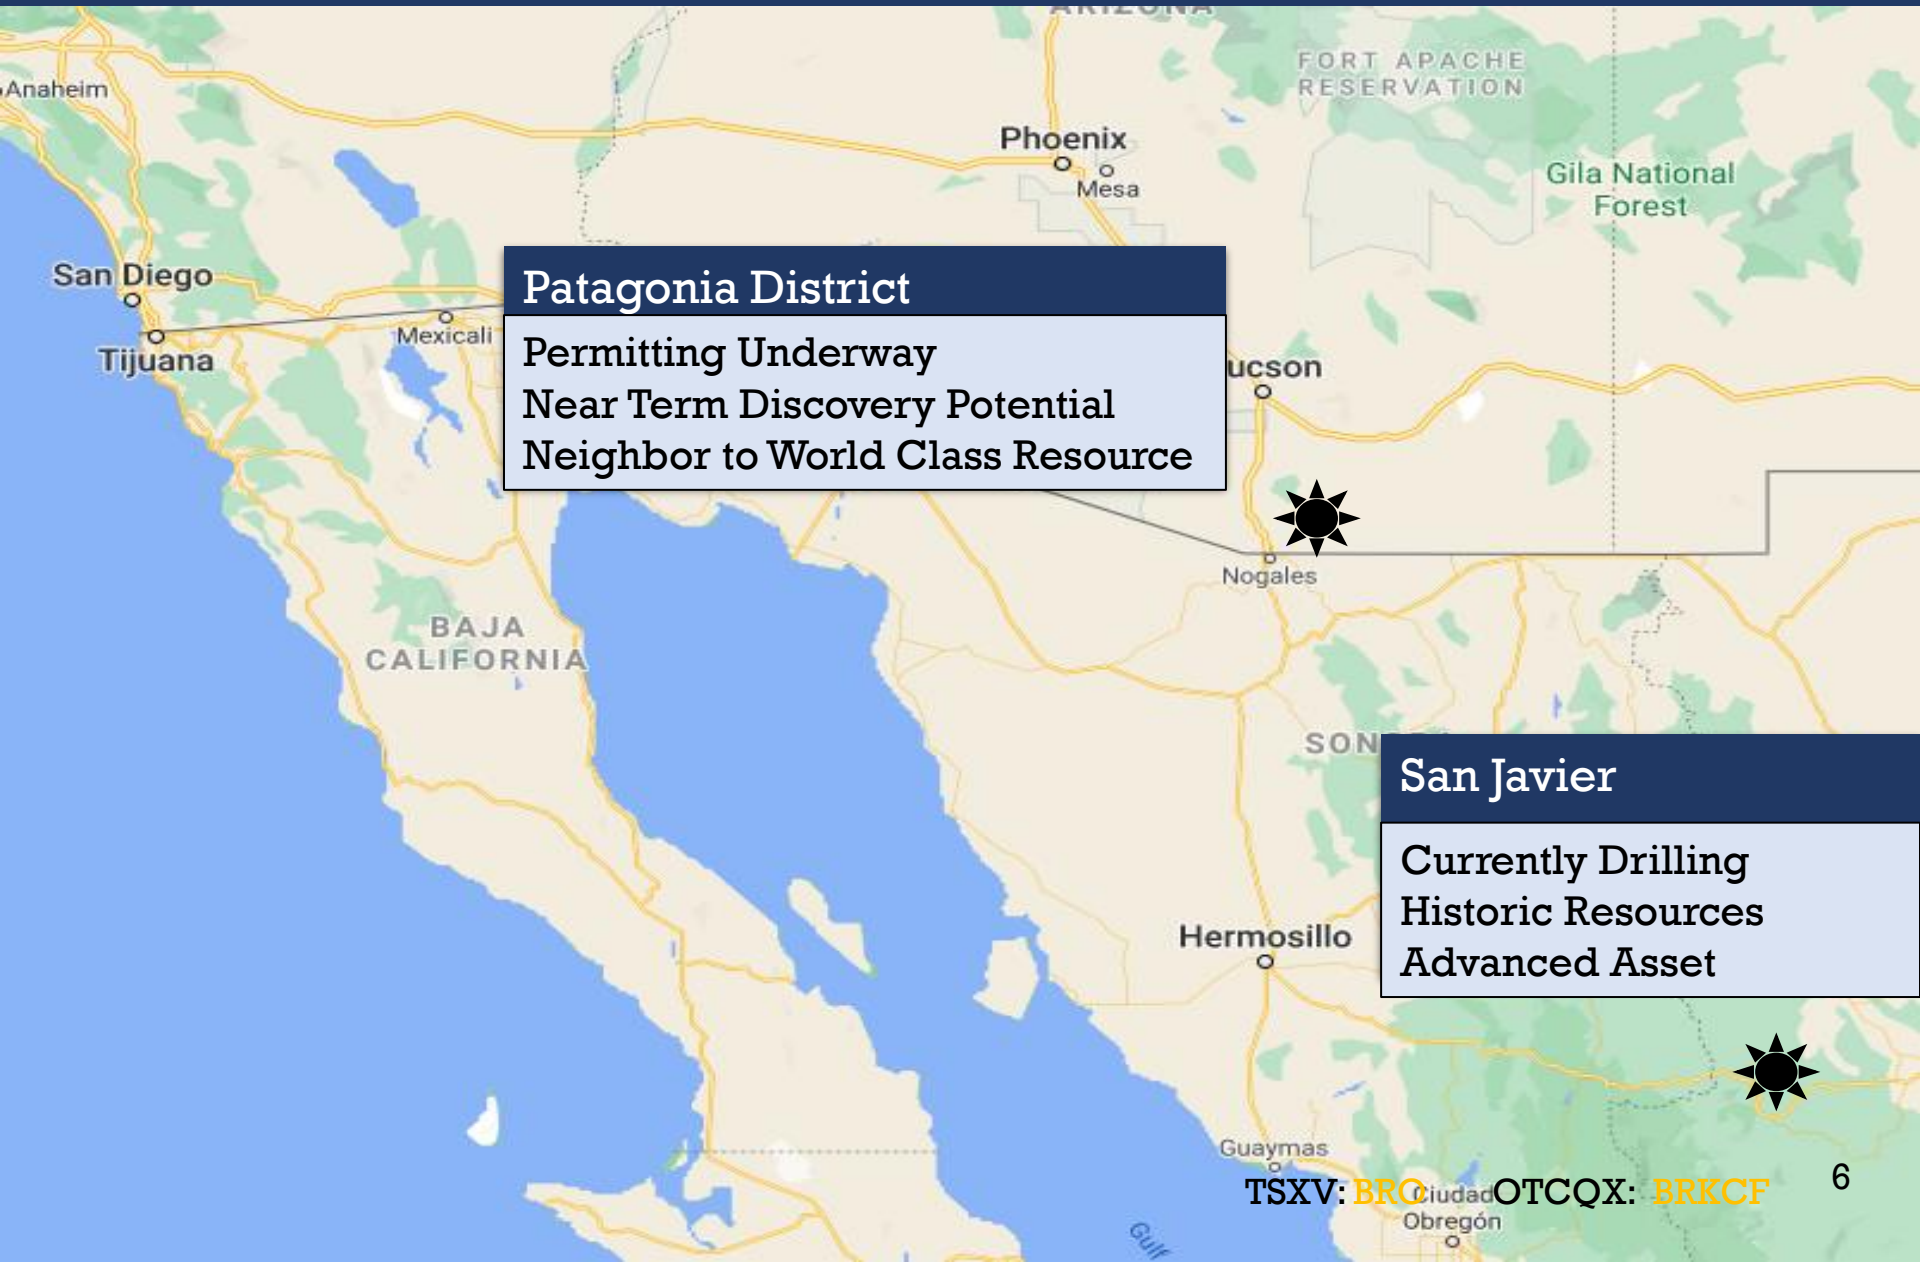 ARIZONA
Anaheim
FORT APACHE
RESERVATION
Phoenix
Mesa
Gila National
Forest
San Diego
Mexicali
Tijuana
Patagonia District
Permitting Underway
Near Term Discovery Potential
Neighbor to World Class Resource
ucson
Nogales
BAJA
CALIFORNIA
SON
San Javier
Currently Drilling
Historic Resources
Advanced Asset
Hermosillo
Guaymas
TSXV: BRO OTCQX: BRKCF
6
Ciudad
Obregón
Gulf